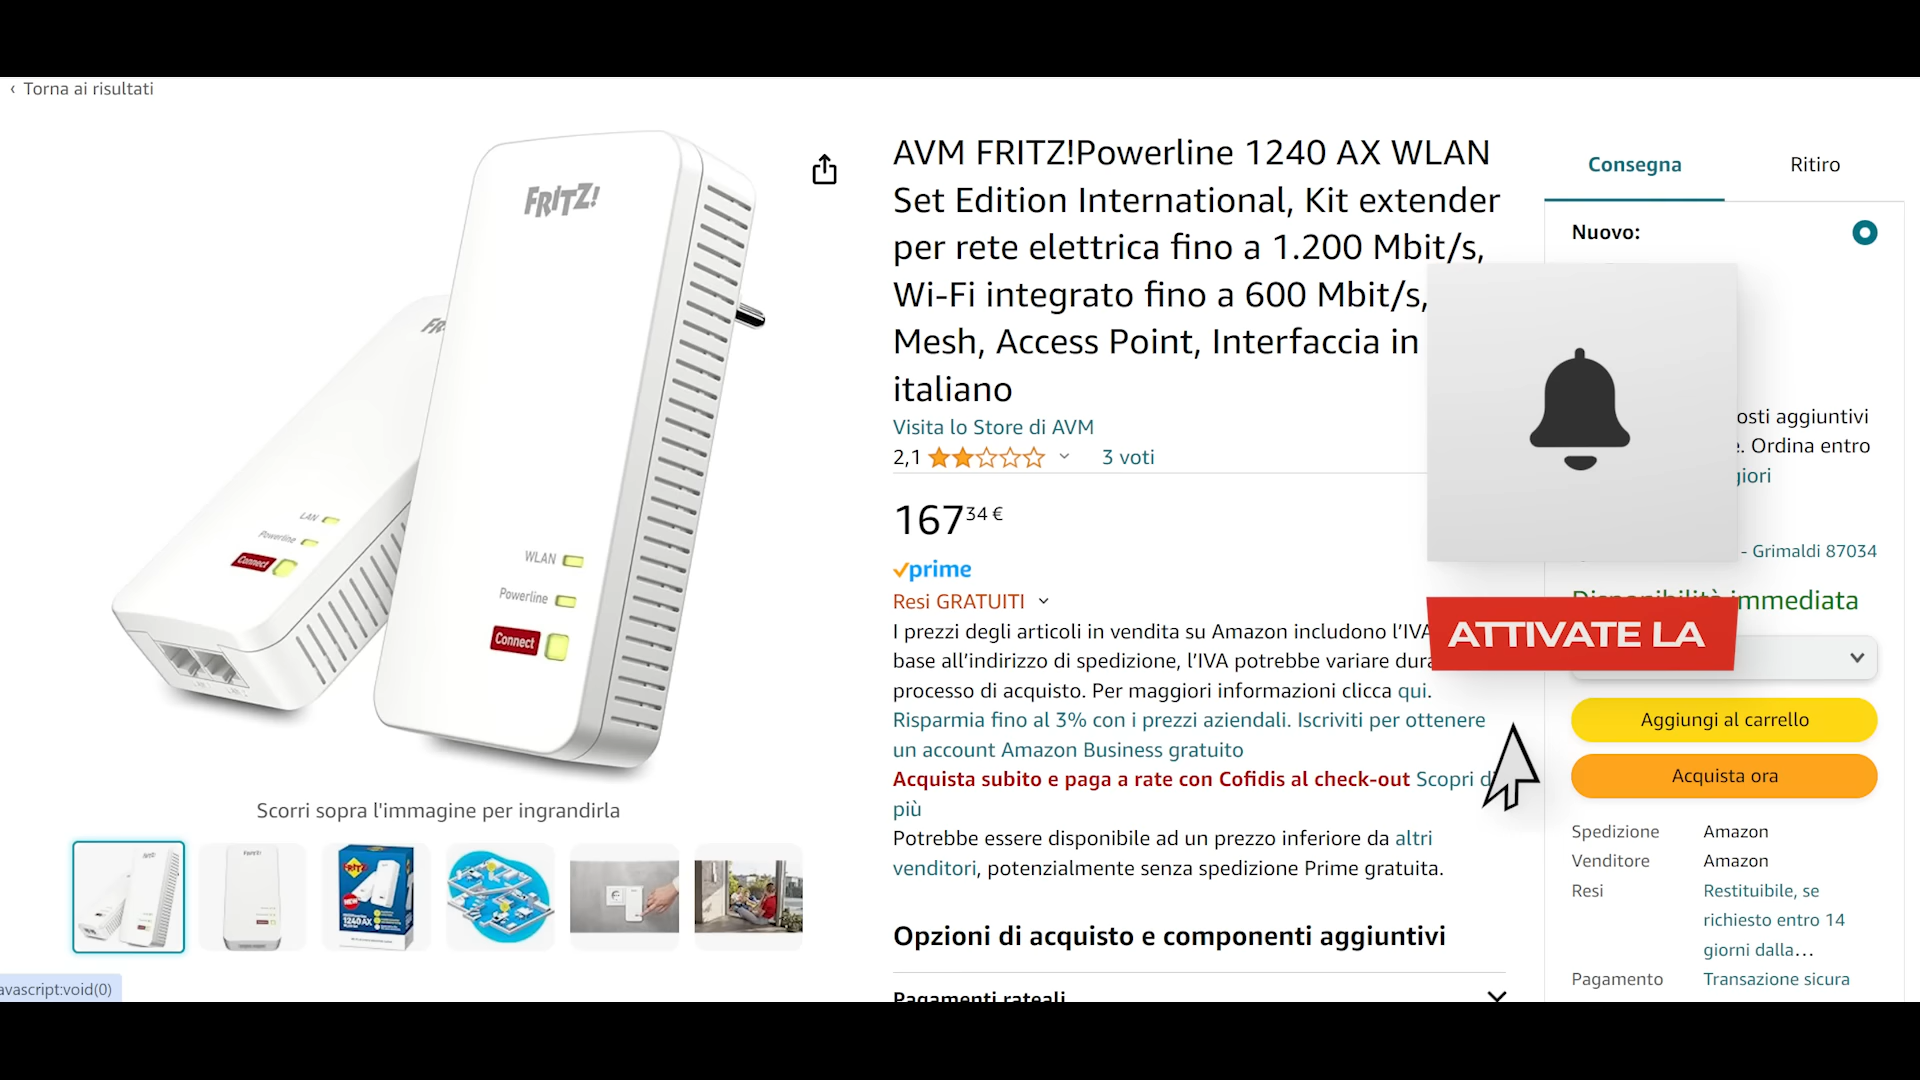 ‹ Torna ai risultati
FRITZ!
WLAN
Powerline
Connect
LAN
Powerline
Connect
Scorri sopra l'immagine per ingrandirla
AVM FRITZ!Powerline 1240 AX WLAN
Set Edition International, Kit extender
per rete elettrica fino a 1.200 Mbit/s,
Wi-Fi integrato fino a 600 Mbit/s,
Mesh, Access Point, Interfaccia in
italiano
Visita lo Store di AVM
2,1 3 voti
167 34 €
prime
Resi GRATUITI
I prezzi degli articoli in vendita su Amazon includono l'IVA
base all'indirizzo di spedizione, l'IVA potrebbe variare
processo di acquisto. Per maggiori informazioni clicca qui.
Risparmia fino al 3% con i prezzi aziendali. Iscriviti per ottenere
un account Amazon Business gratuito
Acquista subito e paga a rate con Cofidis al check-out Scopri
più
Potrebbe essere disponibile ad un prezzo inferiore da altri
venditori, potenzialmente senza spedizione Prime gratuita.
Opzioni di acquisto e componenti aggiuntivi
Pagamenti rateali
Consegna Ritiro
Nuovo:
aggiuntivi
Ordina entro
- Grimaldi 87034
Disponibilità immediata
ATTIVATE LA
Aggiungi al carrello
Acquista ora
Spedizione Amazon
Venditore Amazon
Resi Restituibile, se
richiesto entro 14
giorni dalla…
Pagamento Transazione sicura
avascript:void(0)